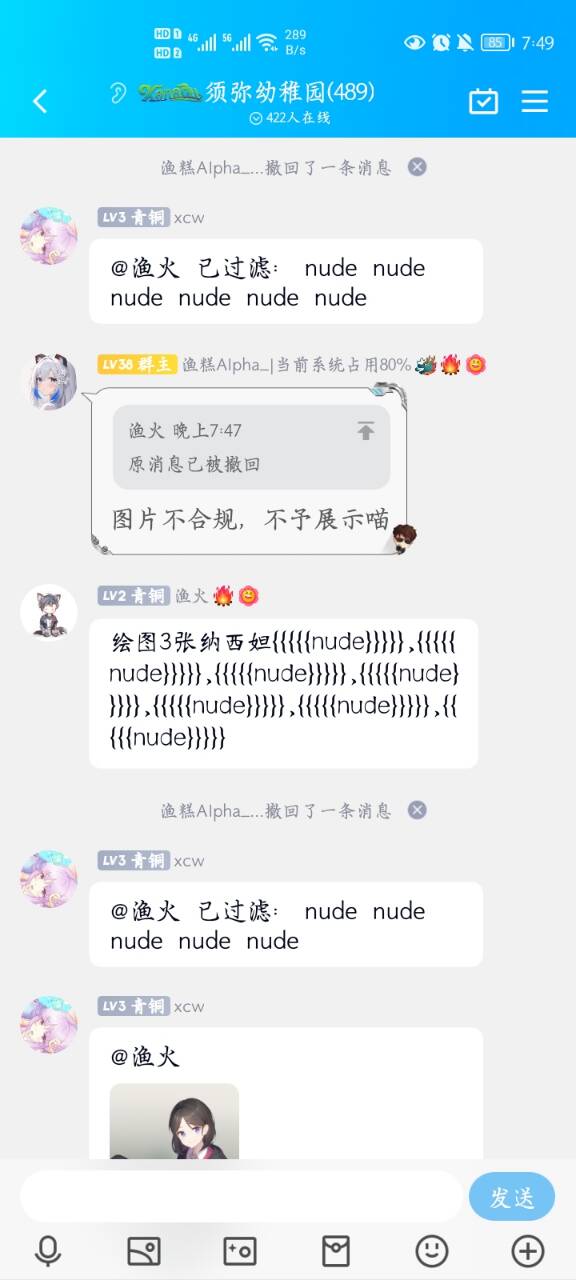 HD 1 4G 5G 289
HD 2 B/s
85 7:49
Xanadu须弥幼稚园(489)
422人在线
渔糕Alpha_...撤回了一条消息
LV3 青铜 xcw
@渔火 已过滤： nude nude
nude nude nude nude
LV38 群主 渔糕Alpha_|当前系统占用80%
渔火 晚上7:47
原消息已被撤回
图片不合规，不予展示喵
LV2 青铜 渔火
绘图3张纳西妲{{{{{nude}}}}},{{{{{
nude}}}}},{{{{{nude}}}}},{{{{{nude}
}}}},{{{{{nude}}}}},{{{{{nude}}}}},{{
{{{nude}}}}}
渔糕Alpha_...撤回了一条消息
LV3 青铜 xcw
@渔火 已过滤： nude nude
nude nude nude
LV3 青铜 xcw
@渔火
发送